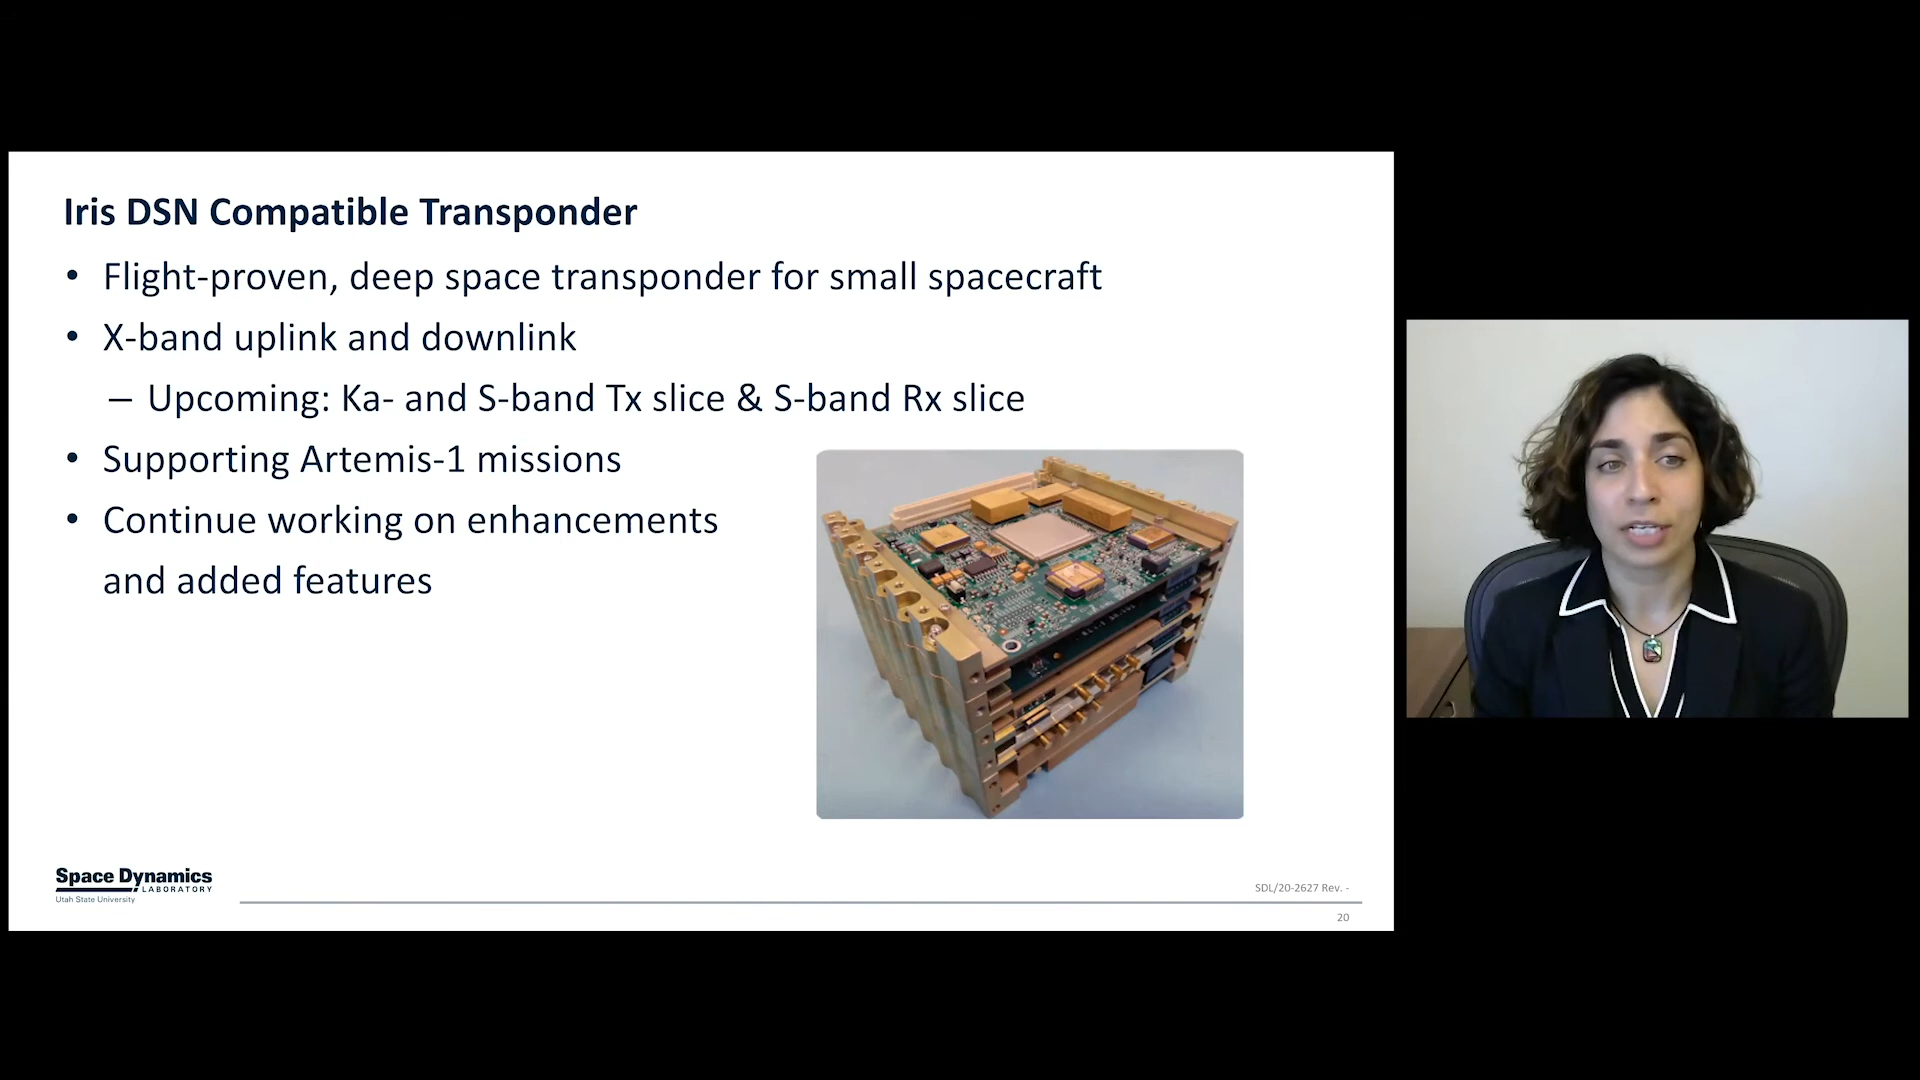 Iris DSN Compatible Transponder
• Flight-proven, deep space transponder for small spacecraft
• X-band uplink and downlink
– Upcoming: Ka- and S-band Tx slice & S-band Rx slice
• Supporting Artemis-1 missions
• Continue working on enhancements
and added features
Space Dynamics
LABORATORY
Utah State University
SDL/20-2627 Rev. -
20